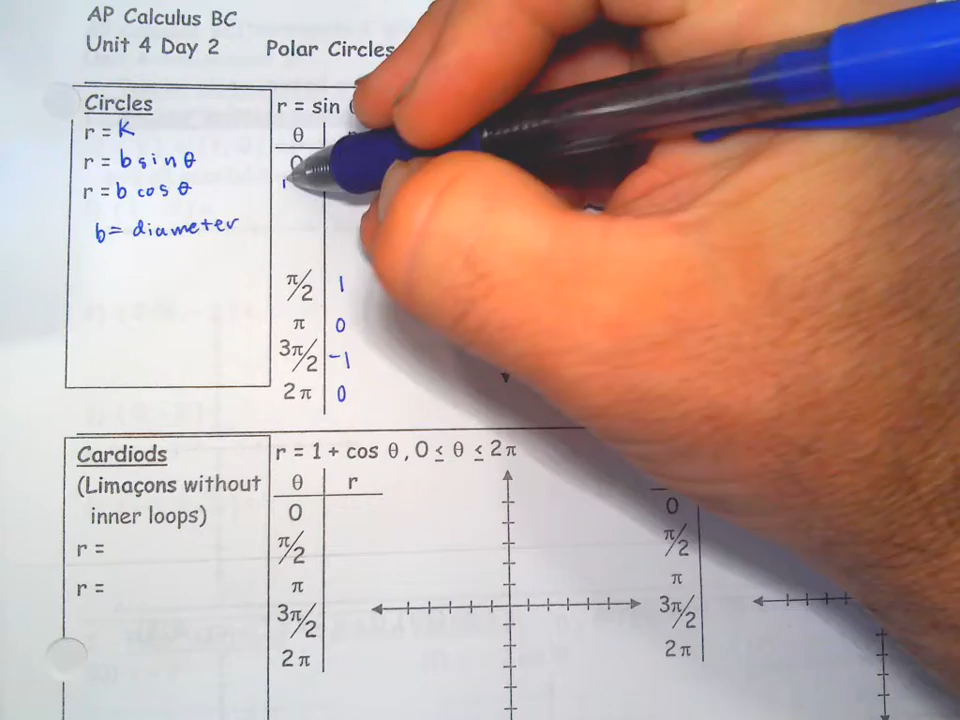 AP Calculus BC
Unit 4 Day 2 Polar Circles
Circles
r = K
r = b sin θ
r = b cos θ
b = diameter
r = sin
θ
0
π/2 1
π 0
3π/2 -1
2π 0
Cardiods
(Limaçons without
inner loops)
r =
r =
r = 1 + cos θ, 0 ≤ θ ≤ 2π
θ r
0
π/2
π
3π/2
2π
0
π/2
π
3π/2
2π